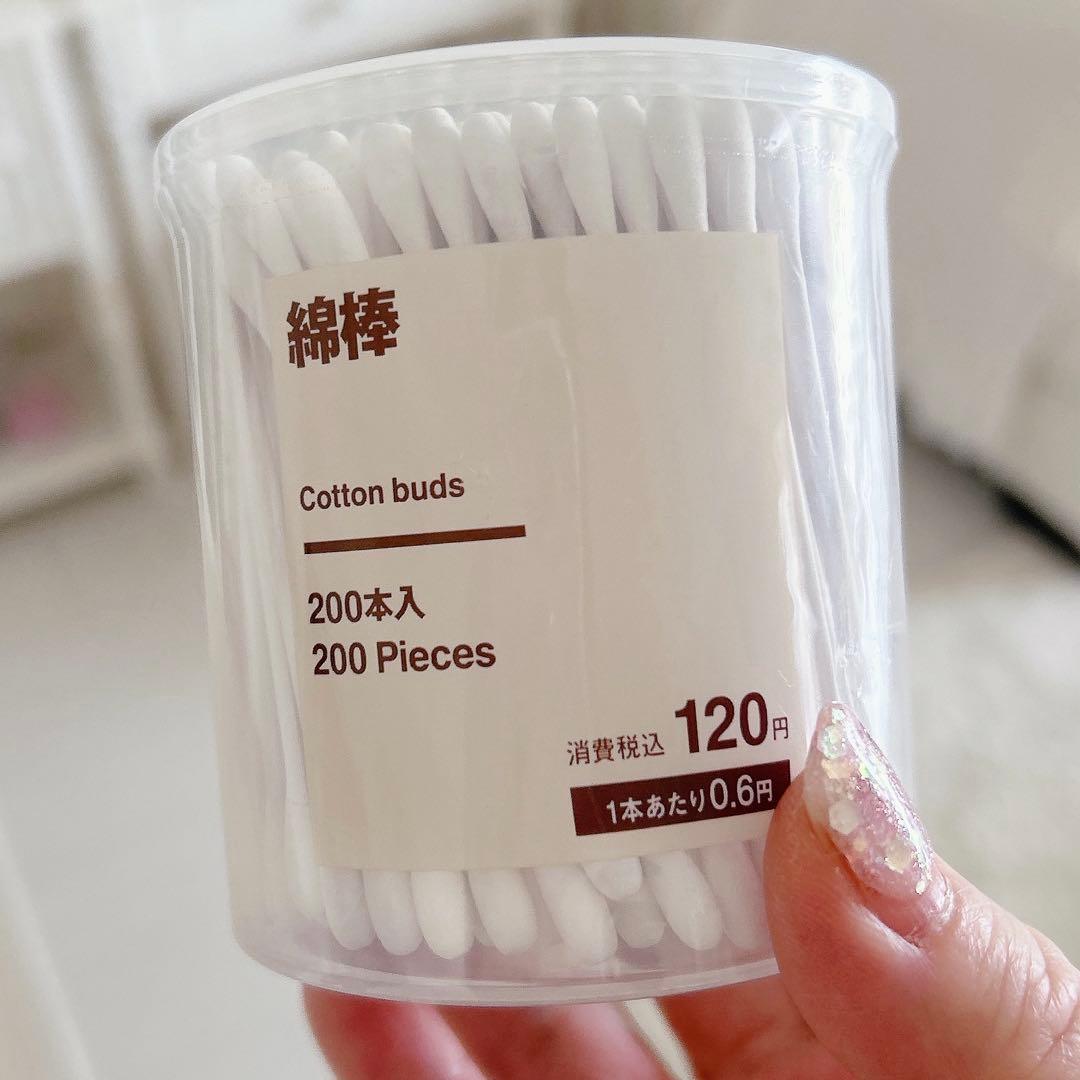 綿棒
Cotton buds
200本入
200 Pieces
消費税込 120円
1本あたり0.6円